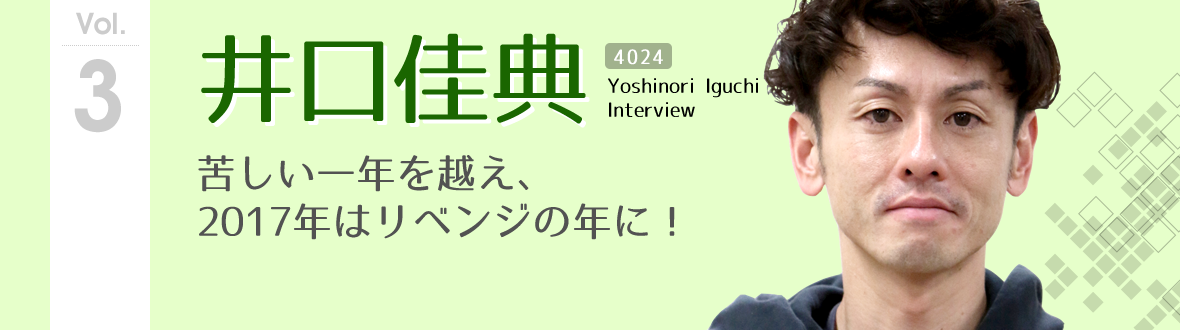 Vol.
3
井口佳典
4024
Yoshinori Iguchi
Interview
苦しい一年を越え、
2017年はリベンジの年に！